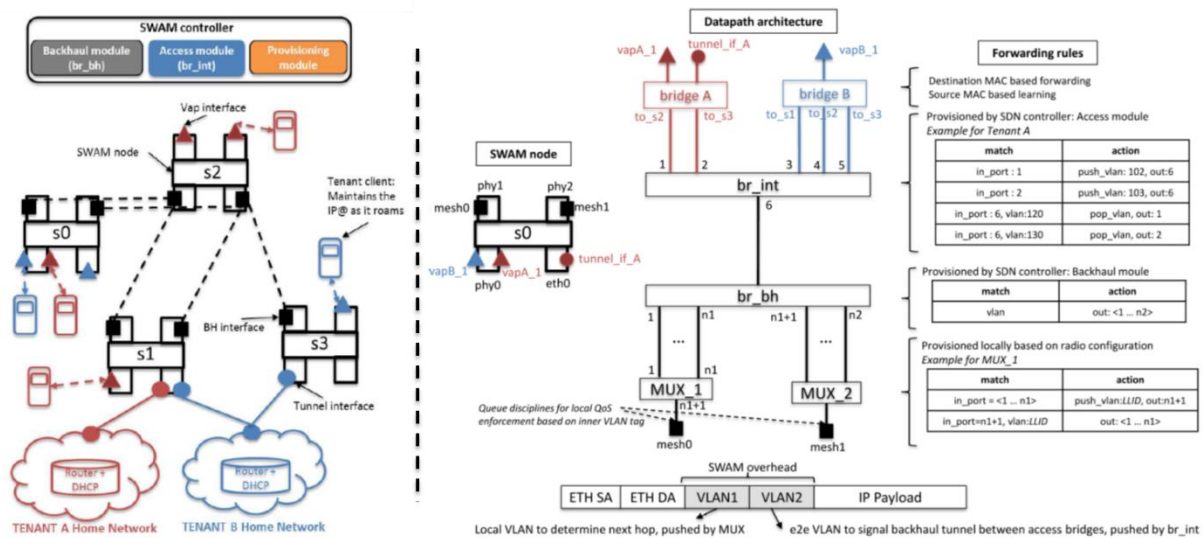 SWAM controller
Backhaul module
(br_bh)
Access module
(br_int)
Provisioning
module
Vap interface
SWAM node
s2
Tenant client:
Maintains the
IP@ as it roams
s0
BH interface
s1
s3
Tunnel interface
Router +
DHCP
Router +
DHCP
TENANT A Home Network
TENANT B Home Network
SWAM node
phy1
phy2
mesh0
mesh1
s0
vapB_1
vapA_1
tunnel_if_A
phy0
eth0
Datapath architecture
vapA_1
tunnel_if_A
vapB_1
bridge A
bridge B
to_s2
to_s3
to_s1
to_s2
to_s3
1
2
3
4
5
br_int
6
br_bh
1
n1
n1+1
n2
...
...
1
n1
MUX_1
MUX_2
n1+1
Queue disciplines for local QoS
enforcement based on inner VLAN tag
mesh0
mesh1
Forwarding rules
Destination MAC based forwarding
Source MAC based learning
Provisioned by SDN controller: Access module
Example for Tenant A
match action
in_port : 1 push_vlan: 102, out:6
in_port : 2 push_vlan: 103, out:6
in_port : 6, vlan:120 pop_vlan, out: 1
in_port : 6, vlan:130 pop_vlan, out: 2
Provisioned by SDN controller: Backhaul moule
match action
vlan out: <1 ... n2>
Provisioned locally based on radio configuration
Example for MUX_1
match action
in_port = <1 ... n1> push_vlan:LLID, out:n1+1
in_port=n1+1, vlan:LLID out: <1 ... n1>
SWAM overhead
ETH SA ETH DA VLAN1 VLAN2 IP Payload
Local VLAN to determine next hop, pushed by MUX
e2e VLAN to signal backhaul tunnel between access bridges, pushed by br_int